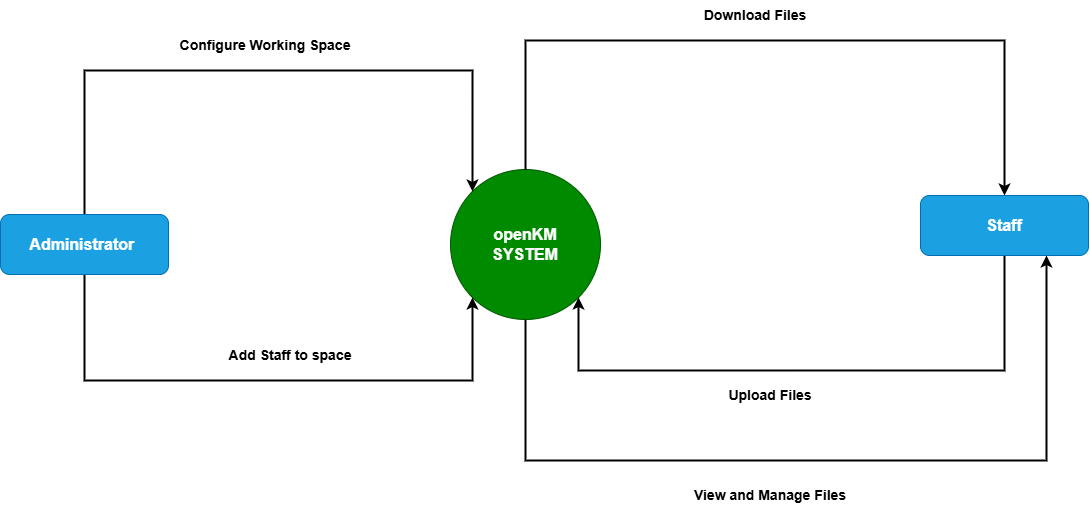 Download Files
Configure Working Space
Administrator
openKM
SYSTEM
Staff
Add Staff to space
Upload Files
View and Manage Files